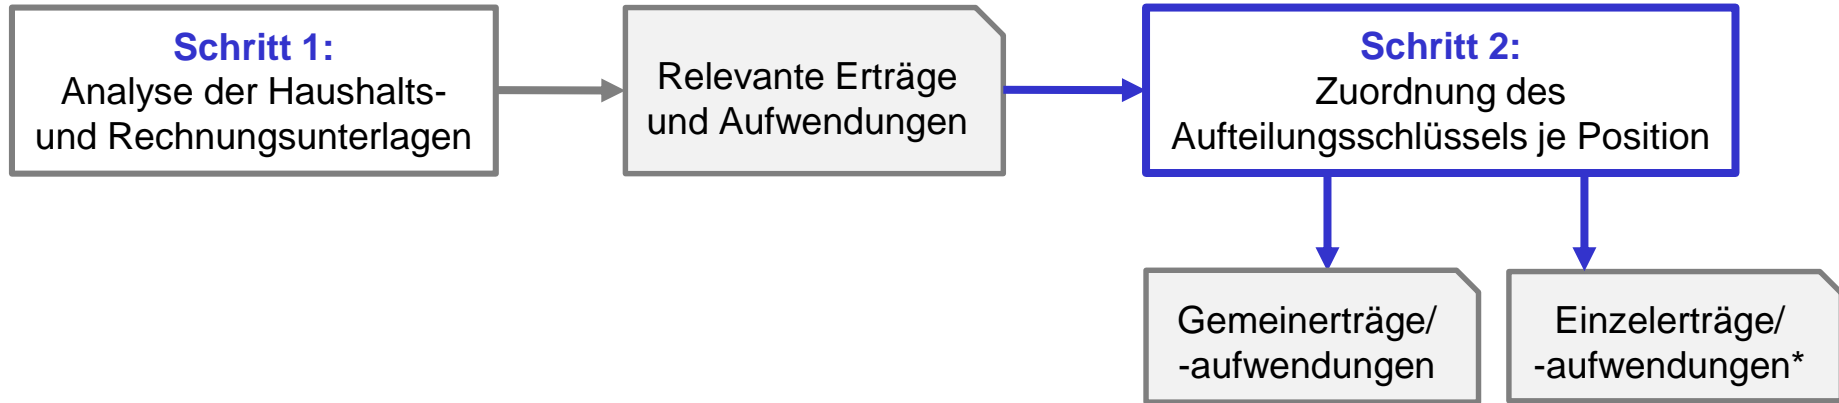 Schritt 1:
Analyse der Haushalts-
und Rechnungsunterlagen
Relevante Erträge
und Aufwendungen
Schritt 2:
Zuordnung des
Aufteilungsschlüssels je Position
Gemeinerträge/
-aufwendungen
Einzelerträge/
-aufwendungen*